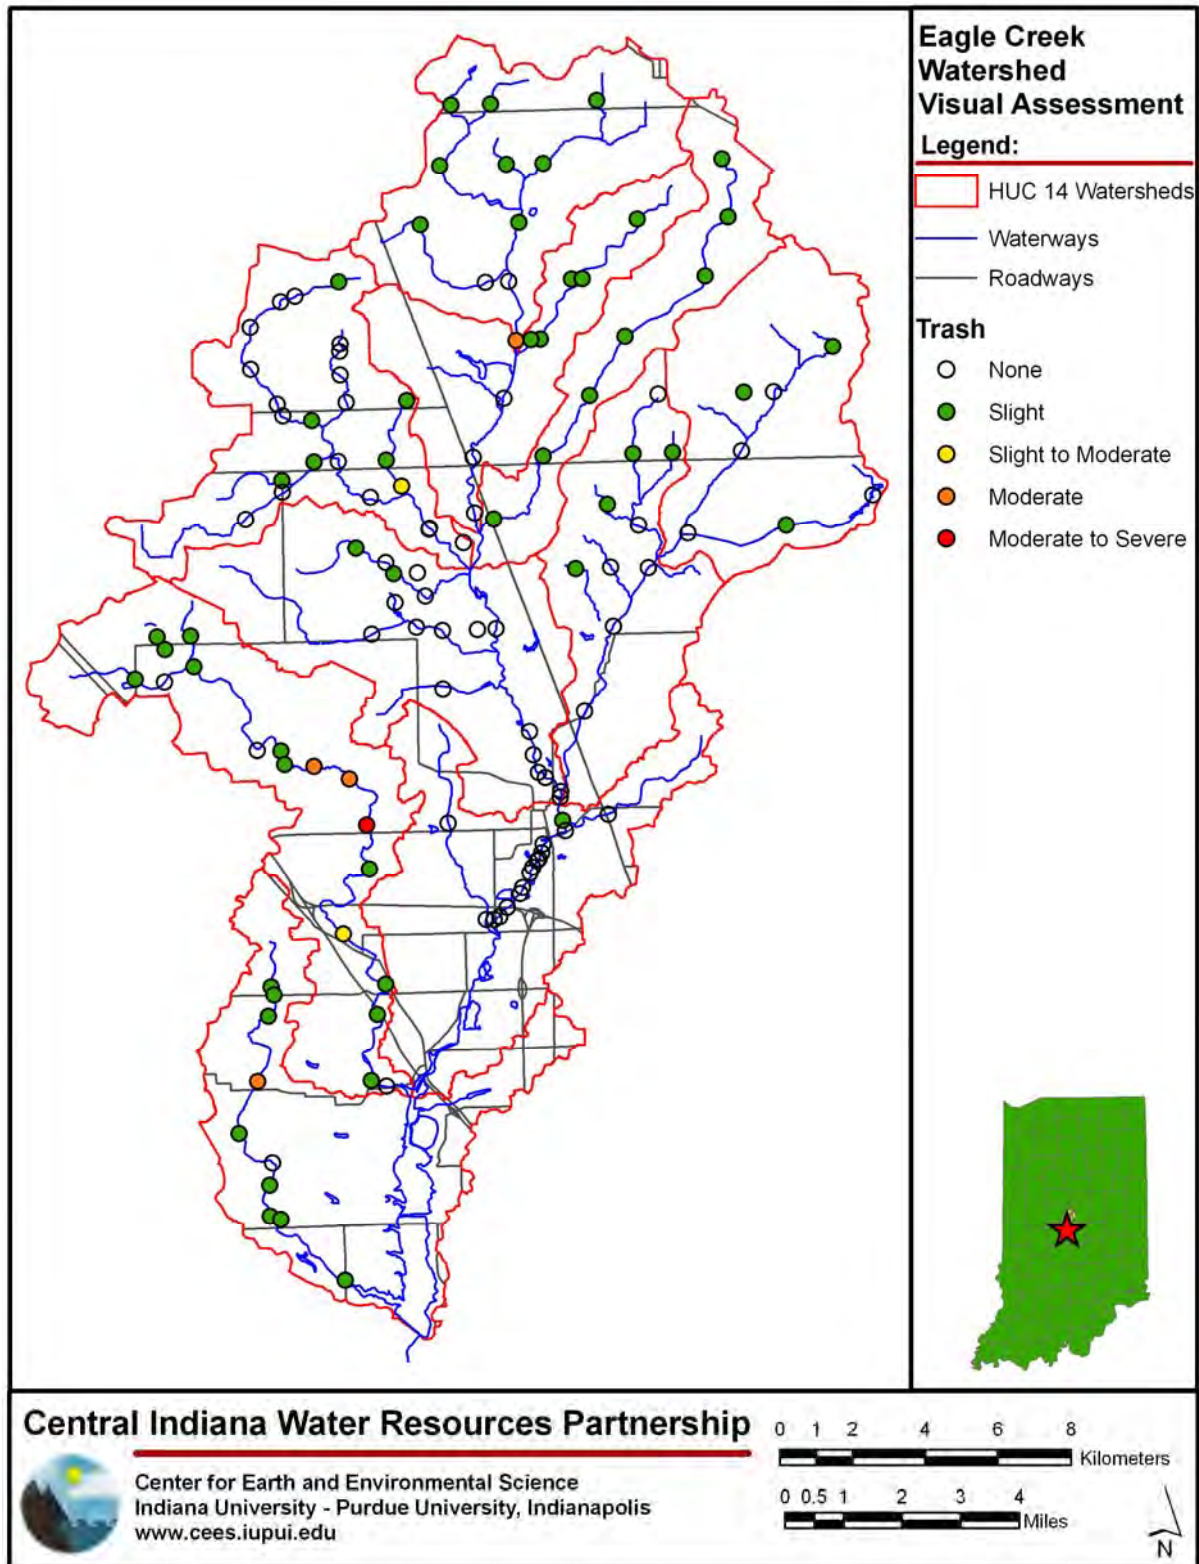 Eagle Creek
Watershed
Visual Assessment
Legend:
HUC 14 Watersheds
Waterways
Roadways
Trash
None
Slight
Slight to Moderate
Moderate
Moderate to Severe
Central Indiana Water Resources Partnership
Center for Earth and Environmental Science
Indiana University - Purdue University, Indianapolis
www.cees.iupui.edu
0 1 2 4 6 8
Kilometers
0 0.5 1 2 3 4
Miles
N